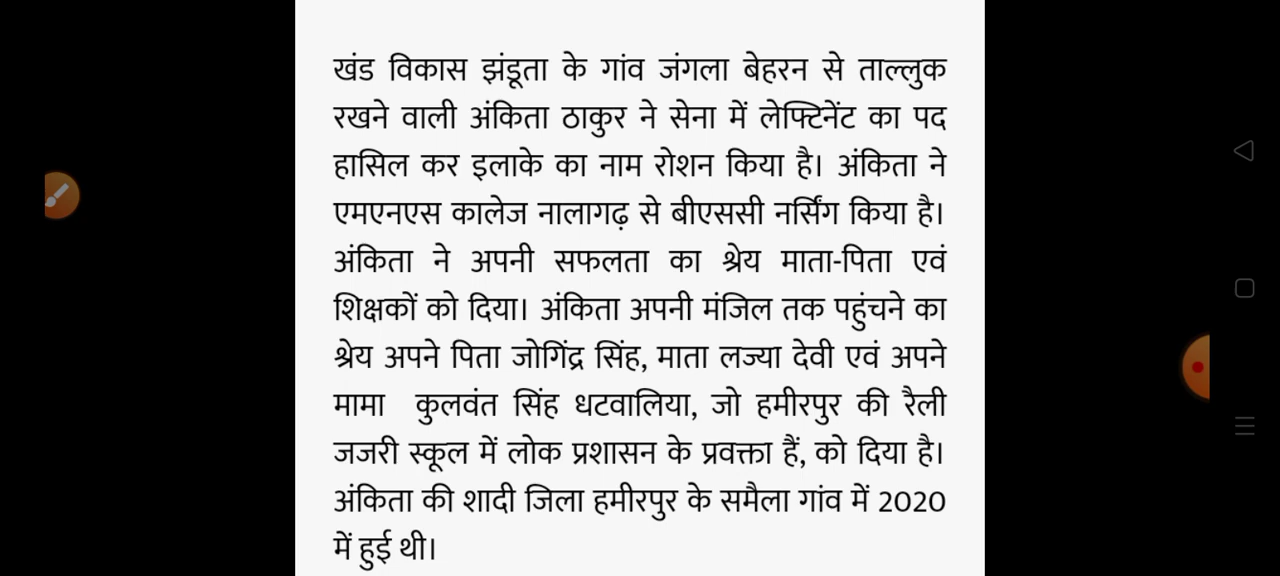 खंड विकास झंडूता के गांव जंगला बेहरन से ताल्लुक
रखने वाली अंकिता ठाकुर ने सेना में लेफ्टिनेंट का पद
हासिल कर इलाके का नाम रोशन किया है। अंकिता ने
एमएनएस कालेज नालागढ़ से बीएससी नर्सिंग किया है।
अंकिता ने अपनी सफलता का श्रेय माता-पिता एवं
शिक्षकों को दिया। अंकिता अपनी मंजिल तक पहुंचने का
श्रेय अपने पिता जोगिंद्र सिंह, माता लज्या देवी एवं अपने
मामा कुलवंत सिंह धटवालिया, जो हमीरपुर की रैली
जजरी स्कूल में लोक प्रशासन के प्रवक्ता हैं, को दिया है।
अंकिता की शादी जिला हमीरपुर के समैला गांव में 2020
में हुई थी।